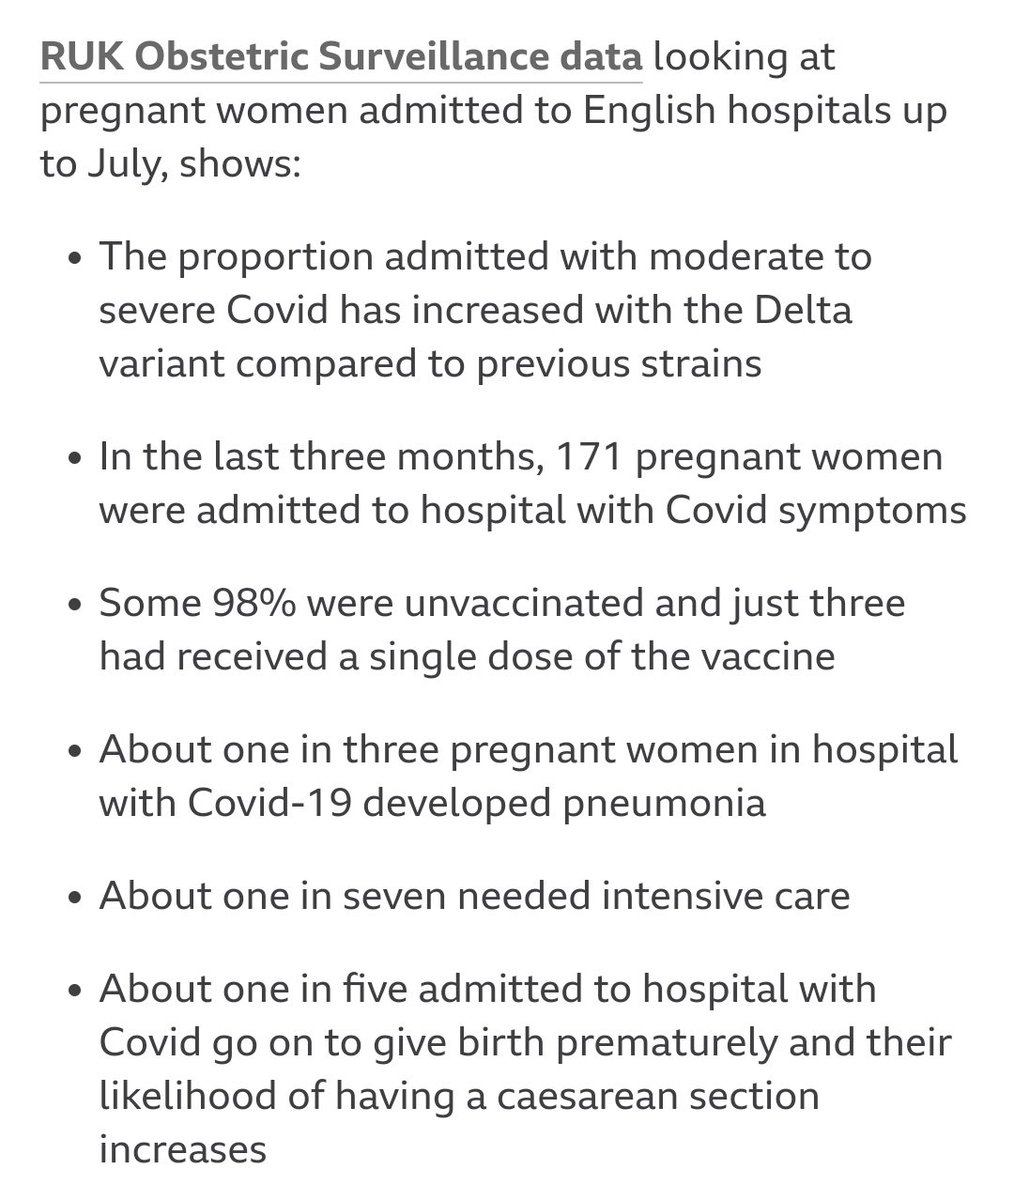 RUK Obstetric Surveillance data looking at
pregnant women admitted to English hospitals up
to July, shows:
• The proportion admitted with moderate to
severe Covid has increased with the Delta
variant compared to previous strains
• In the last three months, 171 pregnant women
were admitted to hospital with Covid symptoms
• Some 98% were unvaccinated and just three
had received a single dose of the vaccine
• About one in three pregnant women in hospital
with Covid-19 developed pneumonia
• About one in seven needed intensive care
• About one in five admitted to hospital with
Covid go on to give birth prematurely and their
likelihood of having a caesarean section
increases